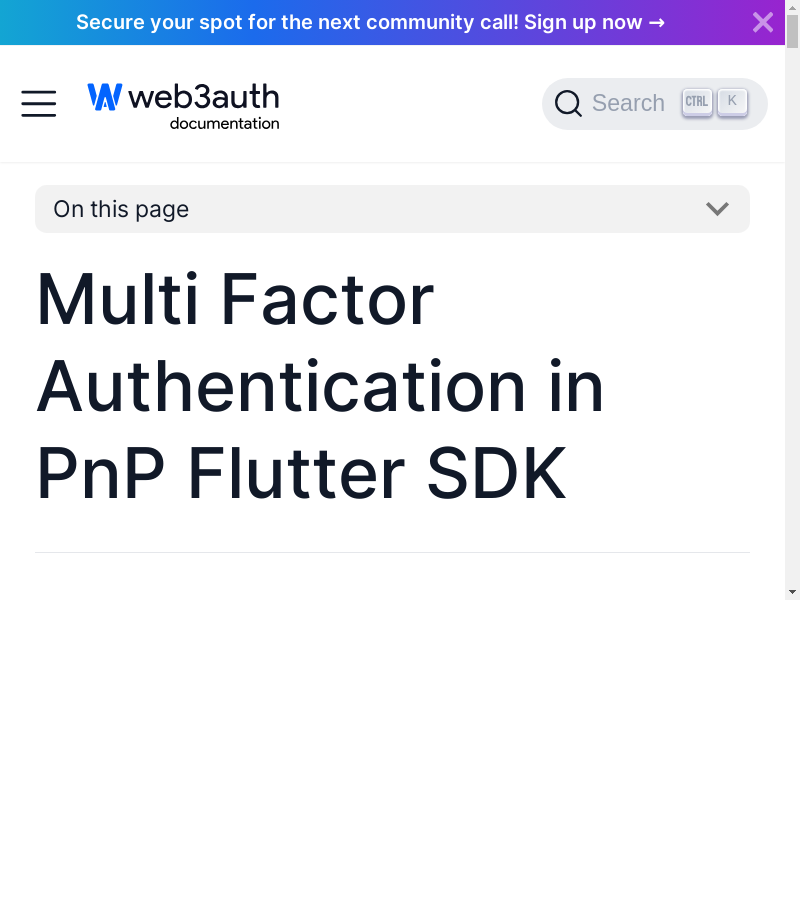 Secure your spot for the next community call! Sign up now →
web3auth
documentation
Search CTRL K
On this page
Multi Factor
Authentication in
PnP Flutter SDK